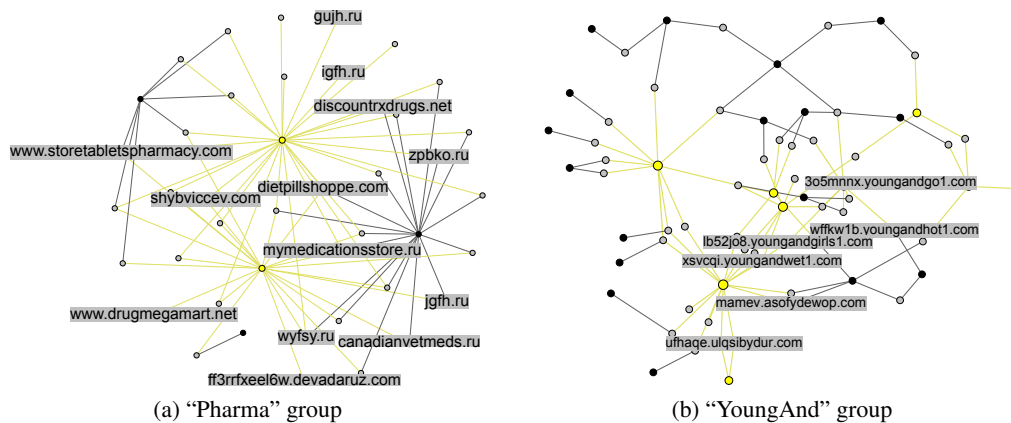 gujh.ru
igfh.ru
discountrxdrugs.net
www.storetabletspharmacy.com
zpbko.ru
dietpillshoppe.com
shybviccev.com
mymedicationsstore.ru
jgfh.ru
www.drugmegamart.net
wyfsy.ru
canadianvetmeds.ru
ff3rrfxeel6w.devadaruz.com
(a) “Pharma” group
3o5mnnx.youngandgo1.com
wffkw1b.youngandhot1.com
lb52jo8.youngandgirls1.com
xsvcqi.youngandwet1.com
mamev.asofydewop.com
ufhaqe.ulqsibydur.com
(b) “YoungAnd” group